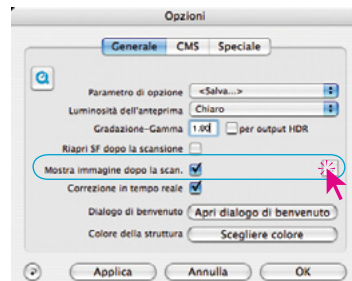 Opzioni
Generale CMS Speciale
Parametro di opzione <Salva...>
Luminosità dell'anteprima Chiaro
Gradazione-Gamma 1.00 per output HDR
Riapri SF dopo la scansione
Mostra immagine dopo la scan.
Correzione in tempo reale
Dialogo di benvenuto Apri dialogo di benvenuto
Colore della struttura Scegliere colore
Applica Annulla OK